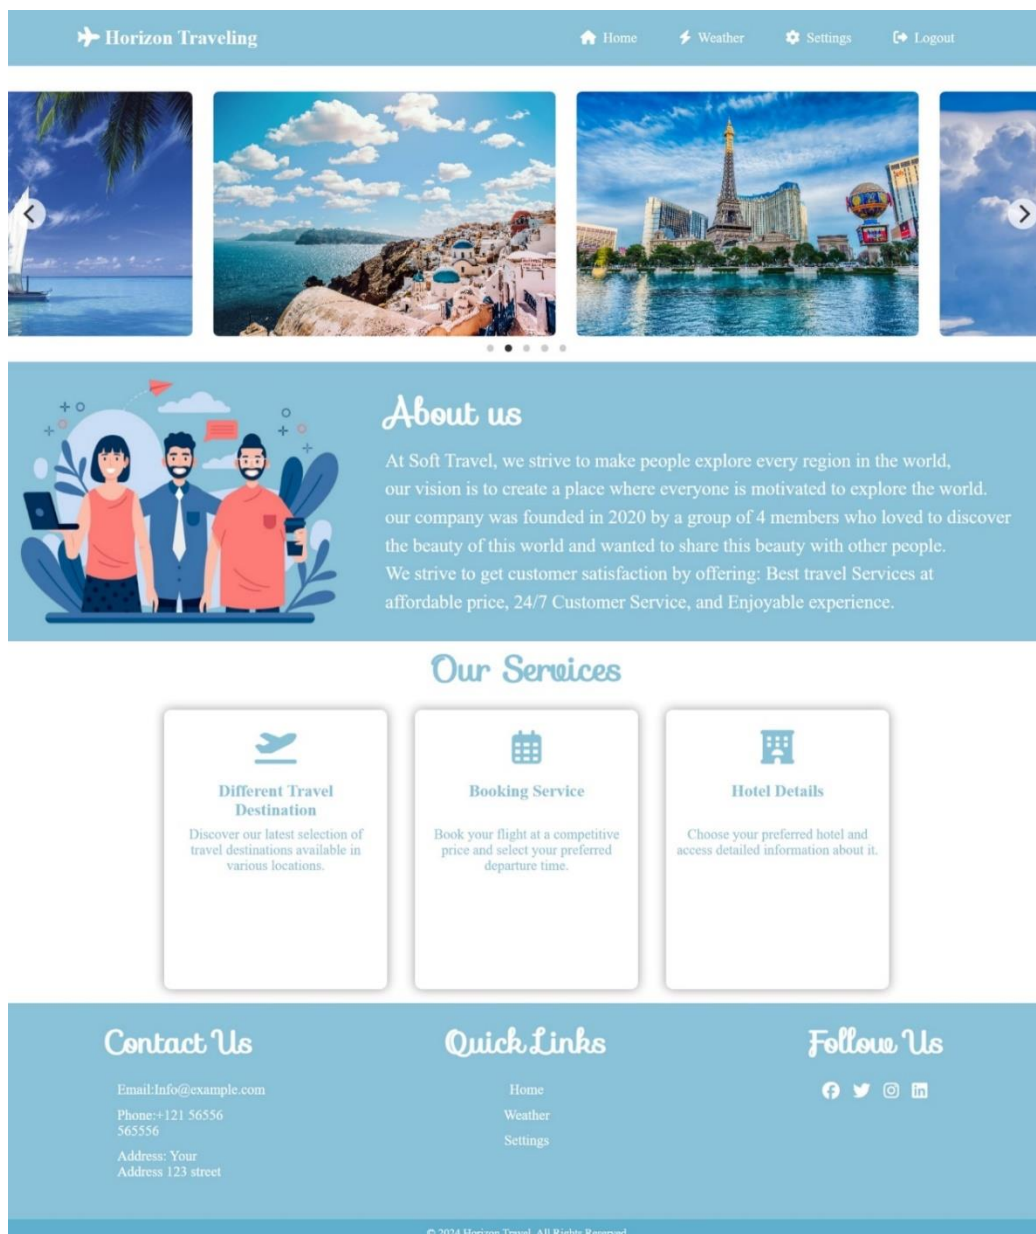 Horizon Traveling
Home Weather Settings Logout
About us
At Soft Travel, we strive to make people explore every region in the world,
our vision is to create a place where everyone is motivated to explore the world.
our company was founded in 2020 by a group of 4 members who loved to discover
the beauty of this world and wanted to share this beauty with other people.
We strive to get customer satisfaction by offering: Best travel Services at
affordable price, 24/7 Customer Service, and Enjoyable experience.
Our Services
Different Travel
Destination
Discover our latest selection of
travel destinations available in
various locations.
Booking Service
Book your flight at a competitive
price and select your preferred
departure time.
Hotel Details
Choose your preferred hotel and
access detailed information about it.
Contact Us
Email:Info@example.com
Phone:+121 56556
565556
Address: Your
Address 123 street
Quick Links
Home
Weather
Settings
Follow Us
© 2024 Horizon Travel. All Rights Reserved